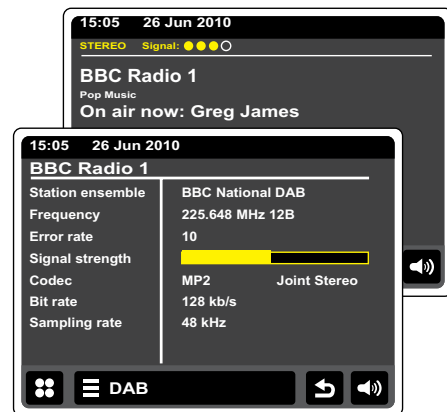 15:05 26 Jun 2010
STEREO Signal:
BBC Radio 1
Pop Music
On air now: Greg James
15:05 26 Jun 2010
BBC Radio 1
Station ensemble BBC National DAB
Frequency 225.648 MHz 12B
Error rate 10
Signal strength
Codec MP2 Joint Stereo
Bit rate 128 kb/s
Sampling rate 48 kHz
DAB